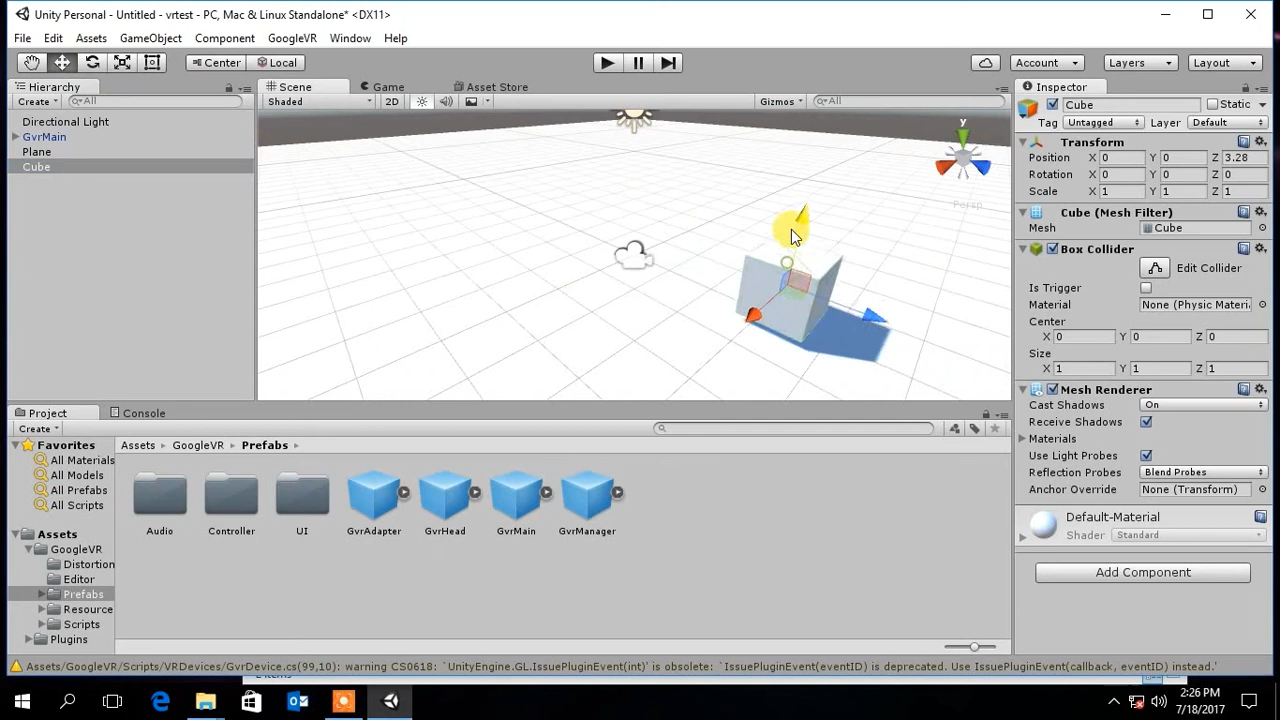 Unity Personal - Untitled - vrtest - PC, Mac & Linux Standalone* <DX11>
File Edit Assets GameObject Component GoogleVR Window Help
Center Local Account Layers Layout
Hierarchy
Create All
Directional Light
GvrMain
Plane
Cube
Scene Game Asset Store
Shaded 2D Gizmos All
y
Persp
Inspector
Cube Static
Tag Untagged Layer Default
Transform
Position X 0 Y 0 Z 3.28
Rotation X 0 Y 0 Z 0
Scale X 1 Y 1 Z 1
Cube (Mesh Filter)
Mesh Cube
Box Collider
Edit Collider
Is Trigger
Material None (Physic Materi
Center
X 0 Y 0 Z 0
Size
X 1 Y 1 Z 1
Mesh Renderer
Cast Shadows On
Receive Shadows
Materials
Use Light Probes
Reflection Probes Blend Probes
Anchor Override None (Transform)
Default-Material
Shader Standard
Add Component
Project Console
Create
Favorites
All Materials
All Models
All Prefabs
All Scripts
Assets
GoogleVR
Distortion
Editor
Prefabs
Resource
Scripts
Plugins
Assets GoogleVR Prefabs
Audio Controller UI GvrAdapter GvrHead GvrMain GvrManager
Assets/GoogleVR/Scripts/VRDevices/GvrDevice.cs(99,10): warning CS0618: `UnityEngine.GL.IssuePluginEvent(int)' is obsolete: `IssuePluginEvent(eventID) is deprecated. Use IssuePluginEvent(callback, eventID) instead.'
2:26 PM
7/18/2017